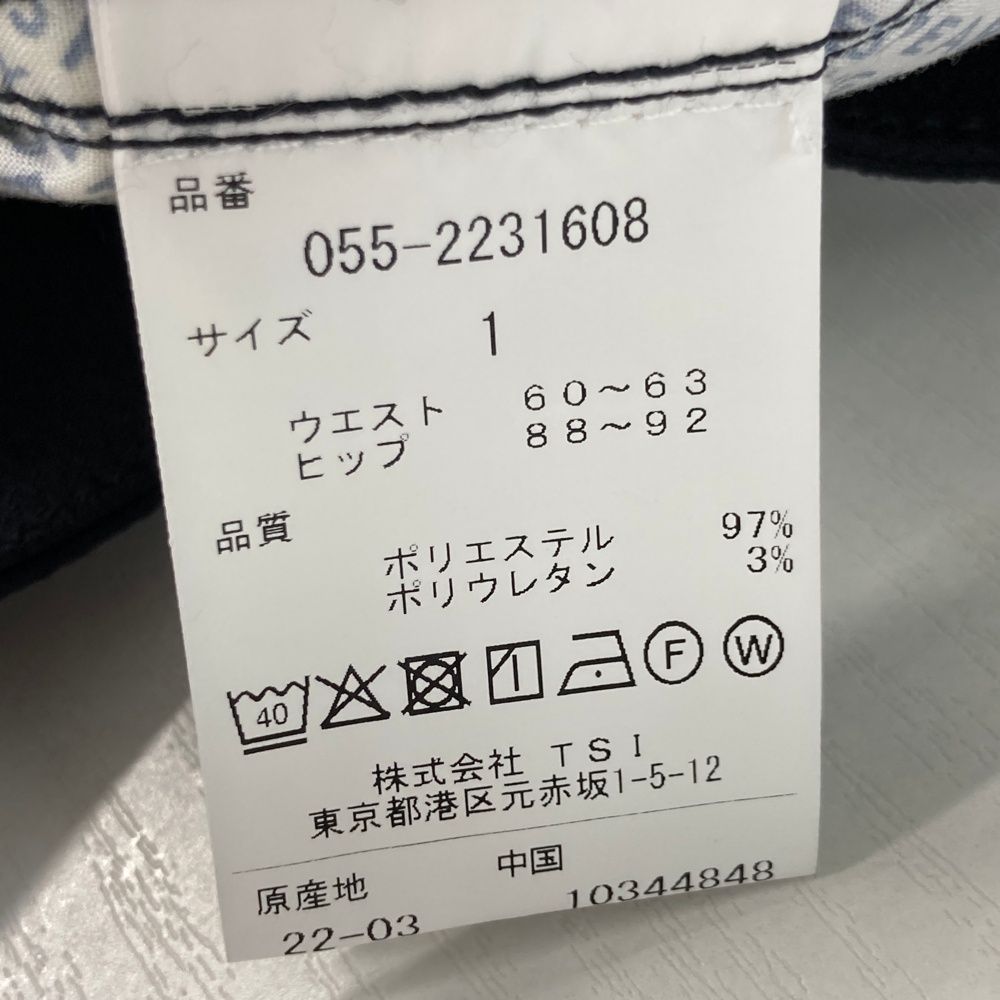 品番
055-2231608
サイズ 1
ウエスト 60～63
ヒップ 88～92
品質
ポリエステル 97%
ポリウレタン 3%
40 F W
株式会社 TSI
東京都港区元赤坂1-5-12
原産地 中国
22-03 10344848